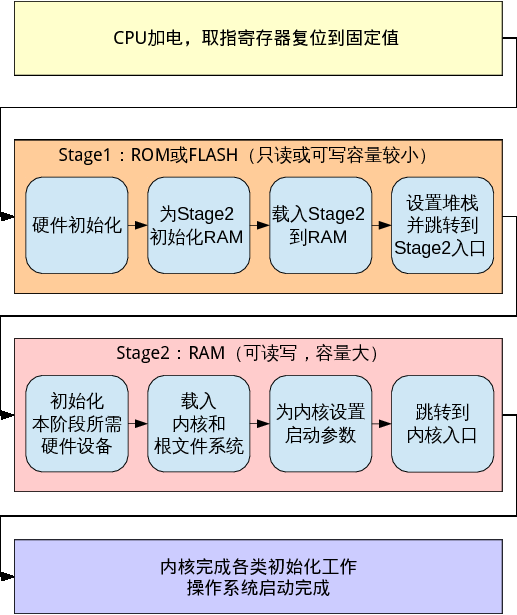 CPU加电，取指寄存器复位到固定值
Stage1：ROM或FLASH（只读或可写容量较小）
硬件初始化
为Stage2
初始化RAM
载入Stage2
到RAM
设置堆栈
并跳转到
Stage2入口
Stage2：RAM（可读写，容量大）
初始化
本阶段所需
硬件设备
载入
内核和
根文件系统
为内核设置
启动参数
跳转到
内核入口
内核完成各类初始化工作
操作系统启动完成